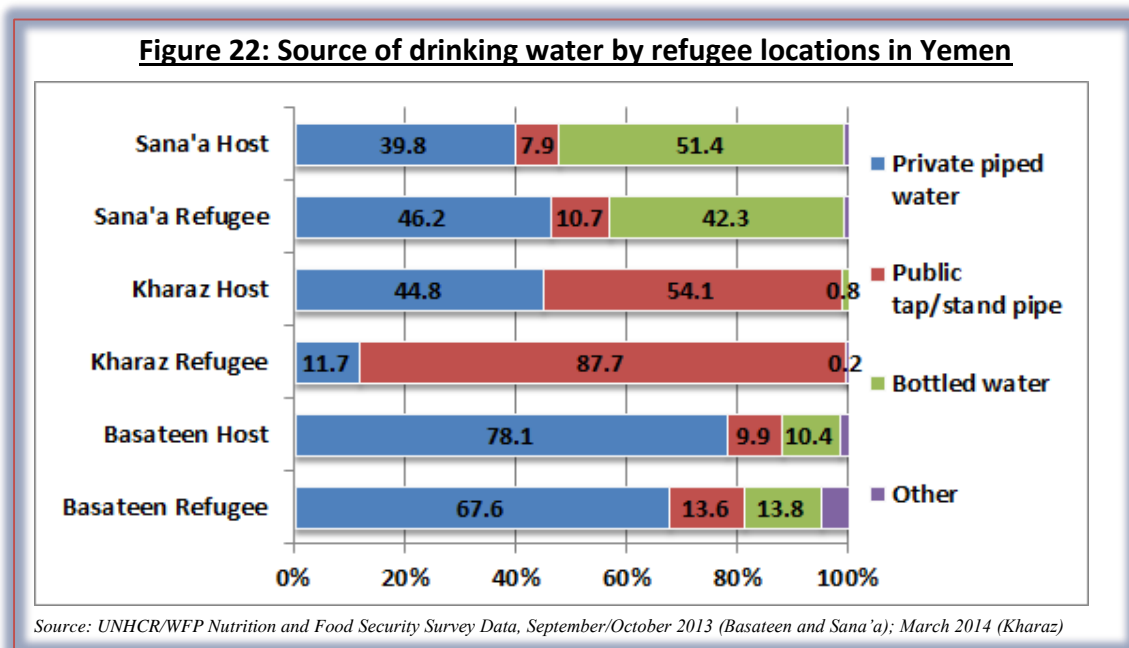 Figure 22: Source of drinking water by refugee locations in Yemen
Sana'a Host
39.8
7.9
51.4
Sana'a Refugee
46.2
10.7
42.3
Kharaz Host
44.8
54.1
0.8
Kharaz Refugee
11.7
87.7
0.2
Basateen Host
78.1
9.9
10.4
Basateen Refugee
67.6
13.6
13.8
0%
20%
40%
60%
80%
100%
Private piped
water
Public
tap/stand pipe
Bottled water
Other
Source: UNHCR/WFP Nutrition and Food Security Survey Data, September/October 2013 (Basateen and Sana’a); March 2014 (Kharaz)